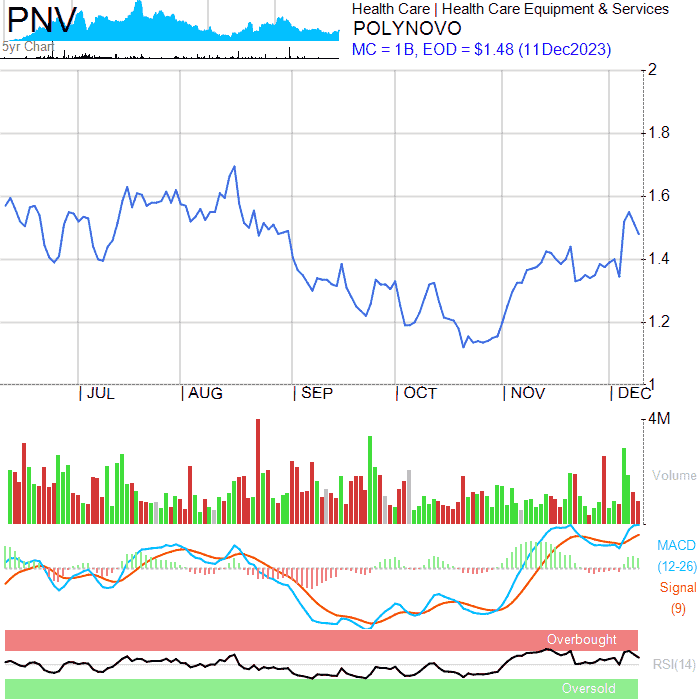 PNV
5yr Chart
Health Care | Health Care Equipment & Services
POLYNOVO
MC = 1B, EOD = $1.48 (11Dec2023)
2
1.8
1.6
1.4
1.2
1
JUL AUG SEP OCT NOV DEC
4M
Volume
MACD
(12-26)
Signal
(9)
Overbought
RSI(14)
Oversold